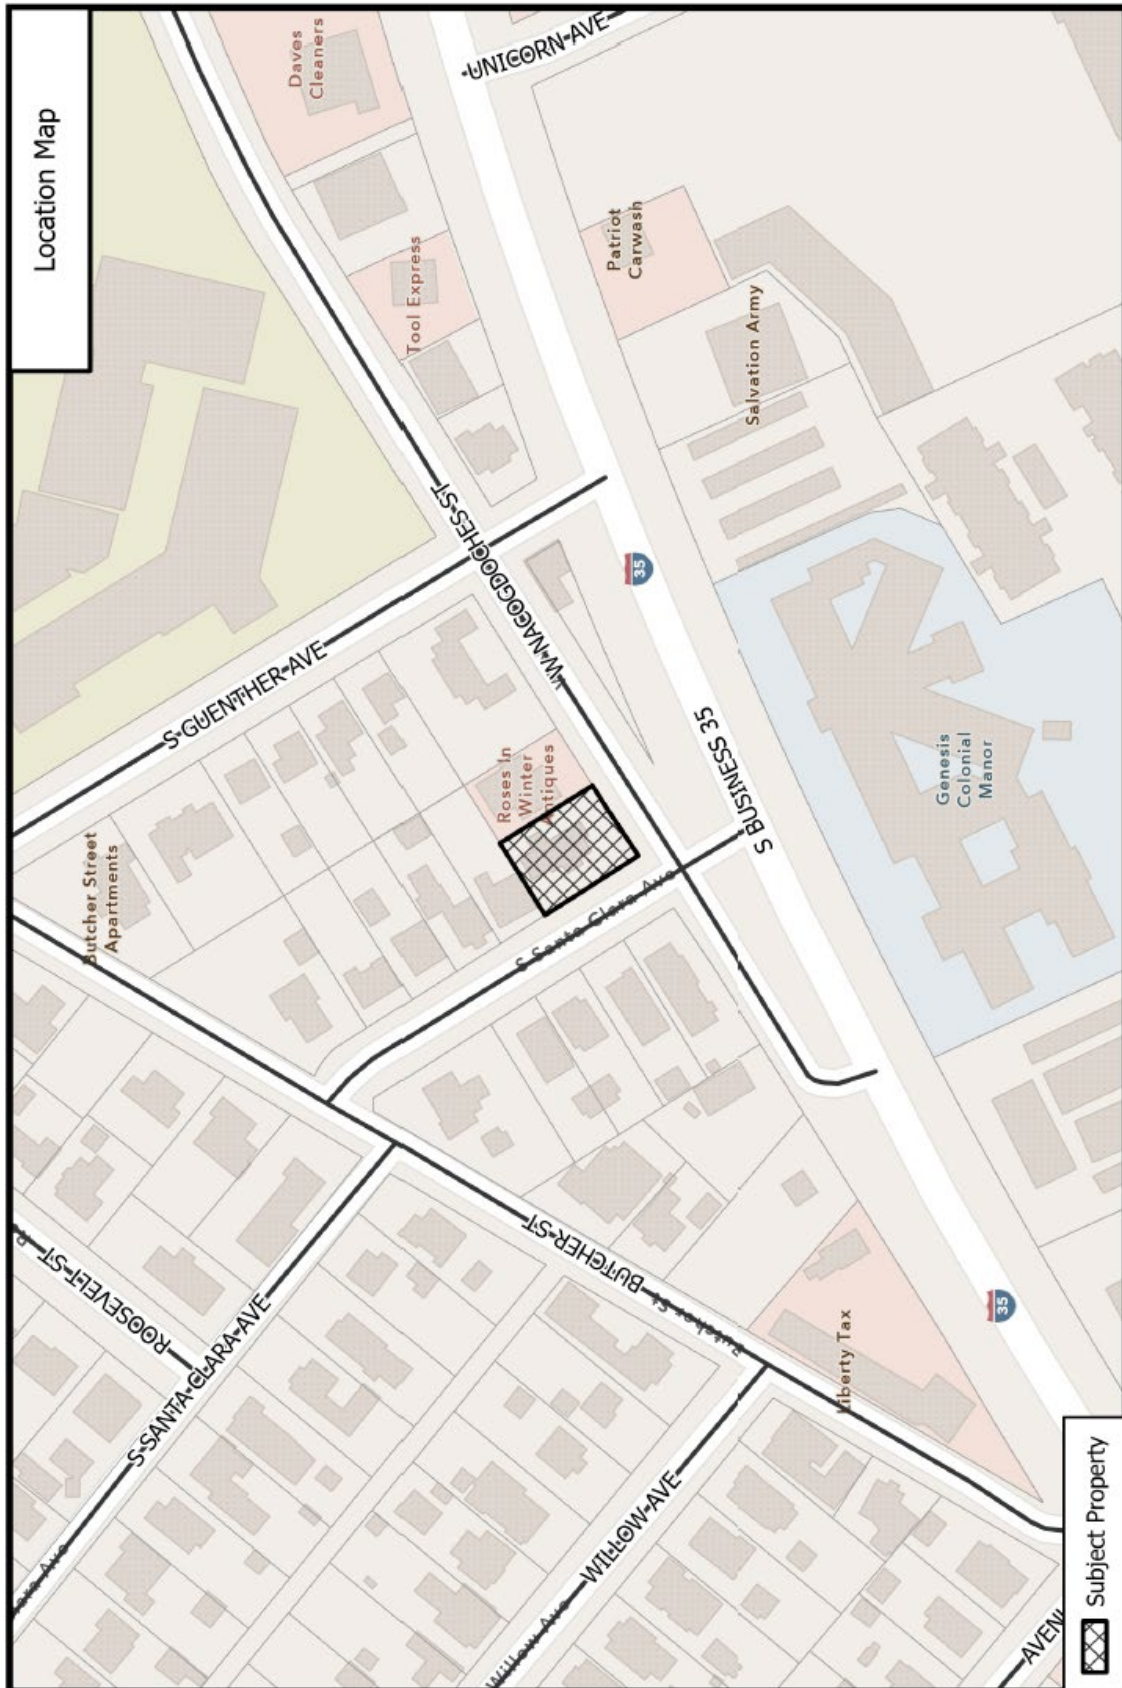 Location Map
Daves
Cleaners
UNICORN AVE
Tool Express
Patriot
Carwash
Salvation Army
W NACOGDOCHES ST
35
S GUENTHER AVE
Roses In
Winter
Antiques
S BUSINESS 35
Genesis
Colonial
Manor
Butcher Street
Apartments
S Santa Clara Ave
BUTCHER ST
Butcher St
ROOSEVELT ST
S SANTA CLARA AVE
Liberty Tax
35
WILLOW AVE
Willow Ave
Subject Property